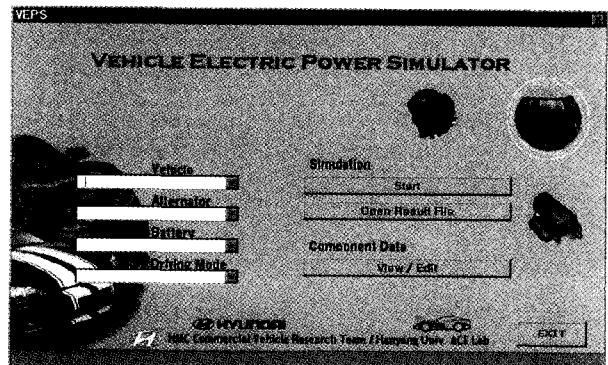 VEPS
VEHICLE ELECTRIC POWER SIMULATOR
Vehicle
Alternator
Battery
Driving Mode
Simulation
Start
Open Result File
Component Data
View / Edit
HYUNDAI
HMC Commercial Vehicle Research Team / Hanyang Univ. ACE Lab
EXIT